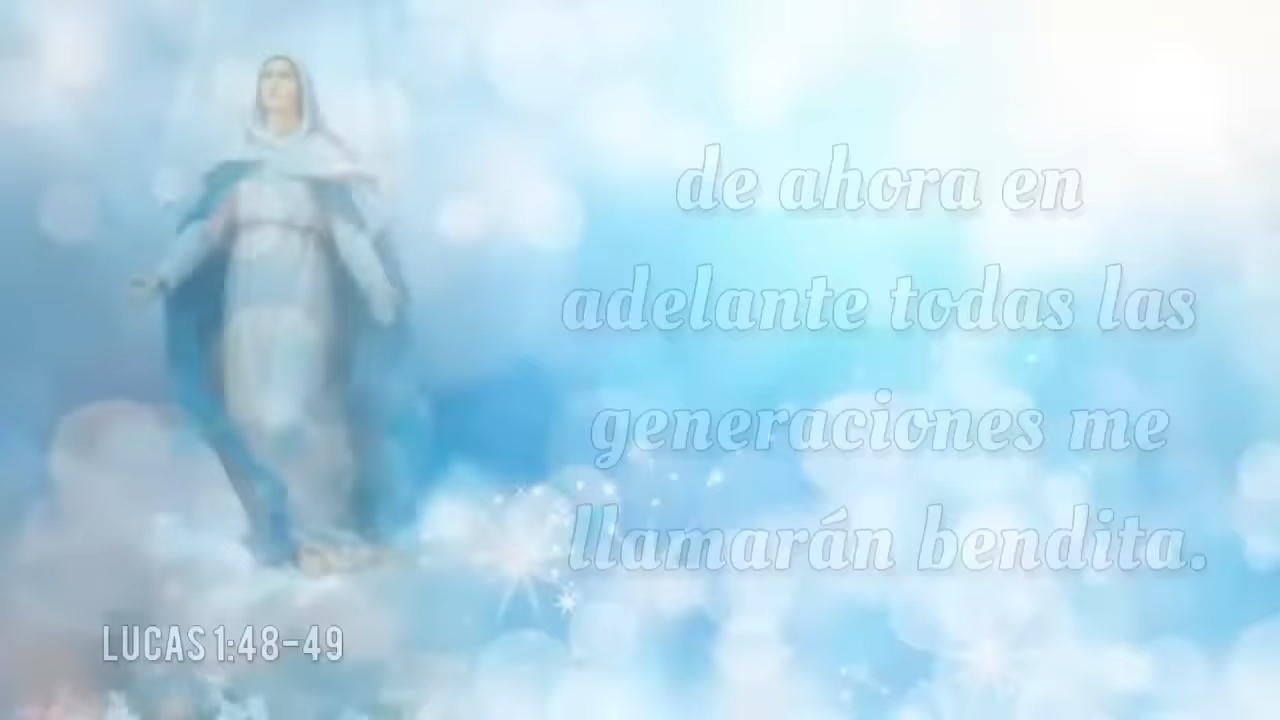 de ahora en
adelante todas las
generaciones me
llamarán bendita.
LUCAS 1:48-49